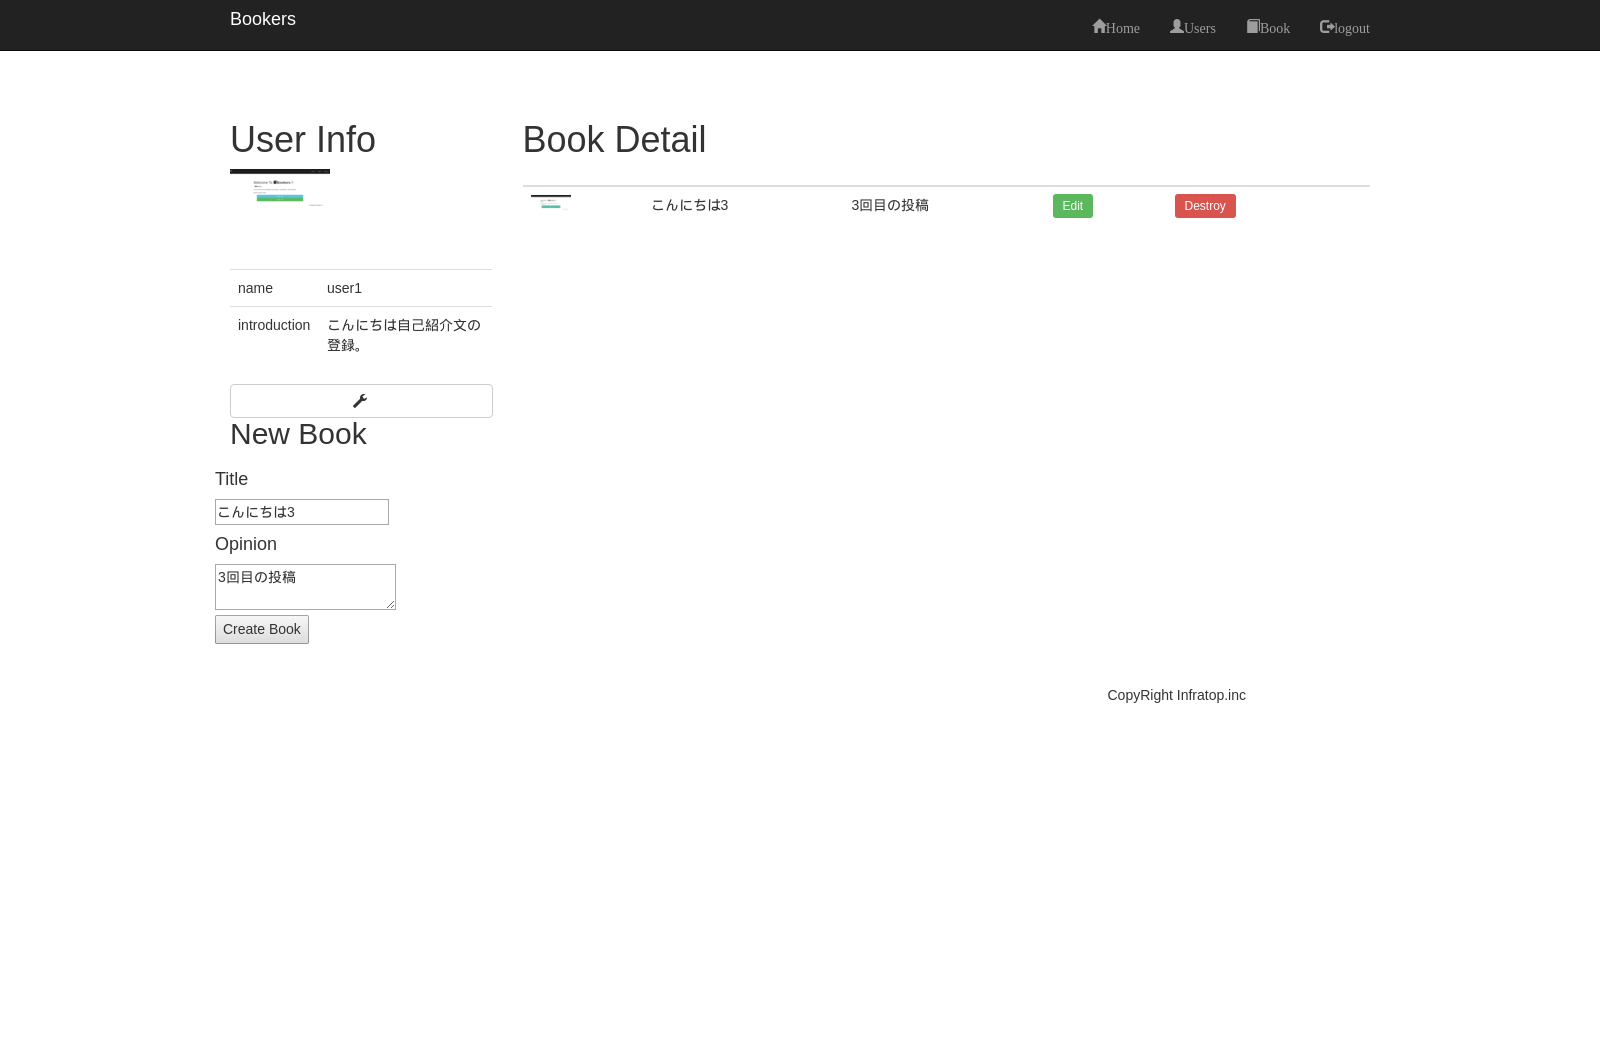 Bookers
Home
Users
Book
logout
User Info
name user1
introduction こんにちは自己紹介文の
登録。
New Book
Title
こんにちは3
Opinion
3回目の投稿
Create Book
Book Detail
こんにちは3 3回目の投稿 Edit Destroy
CopyRight Infratop.inc